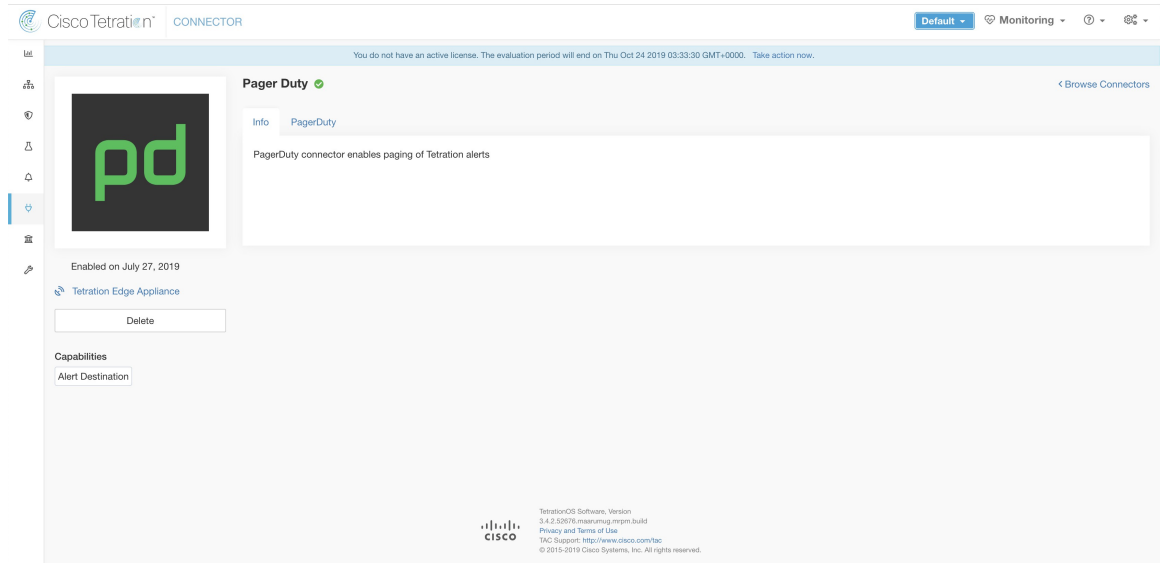 Cisco Tetration™ CONNECTOR
Default Monitoring
You do not have an active license. The evaluation period will end on Thu Oct 24 2019 03:33:30 GMT+0000. Take action now.
pd
Pager Duty
Browse Connectors
Info PagerDuty
PagerDuty connector enables paging of Tetration alerts
Enabled on July 27, 2019
Tetration Edge Appliance
Delete
Capabilities
Alert Destination
CISCO
TetrationOS Software, Version
3.4.2.52676.maarumug.mrpm.build
Privacy and Terms of Use
TAC Support: http://www.cisco.com/tac
© 2015-2019 Cisco Systems, Inc. All rights reserved.